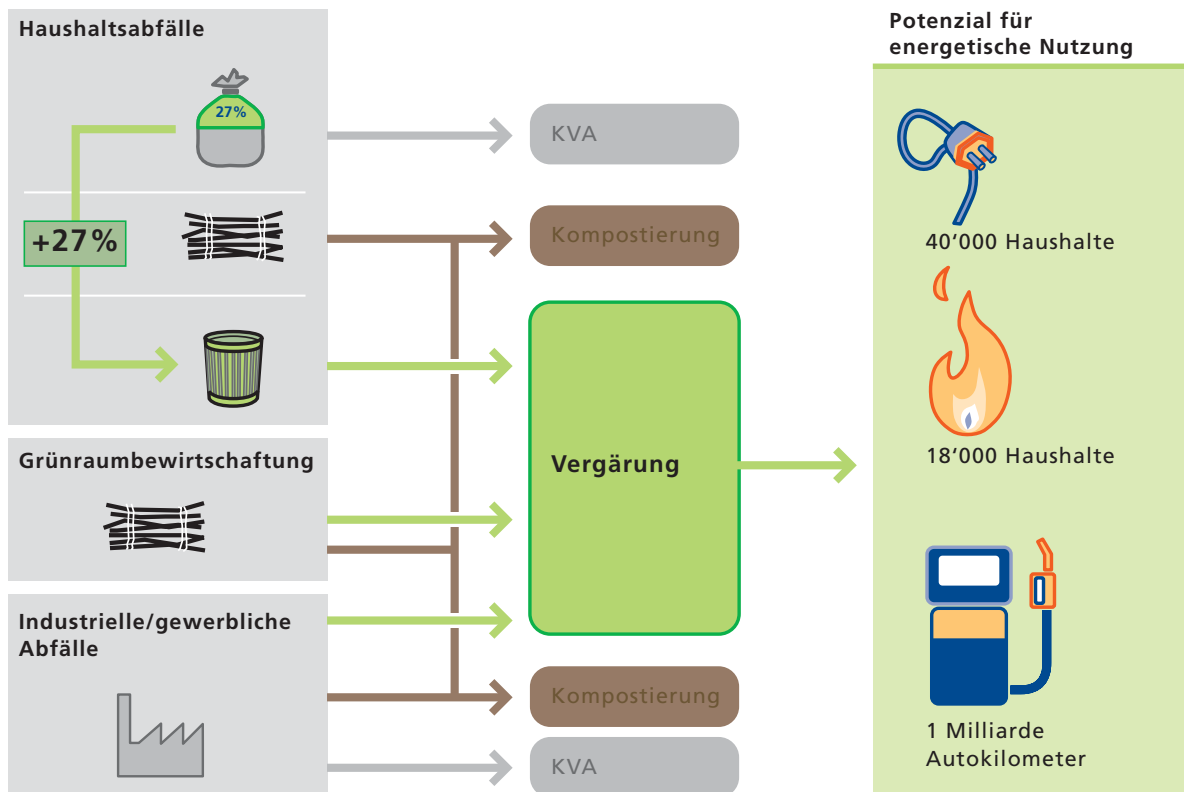 Haushaltsabfälle
27%
+27%
Grünraumbewirtschaftung
Industrielle/gewerbliche
Abfälle
KVA
Kompostierung
Vergärung
Kompostierung
KVA
Potenzial für
energetische Nutzung
40‘000 Haushalte
18‘000 Haushalte
1 Milliarde
Autokilometer